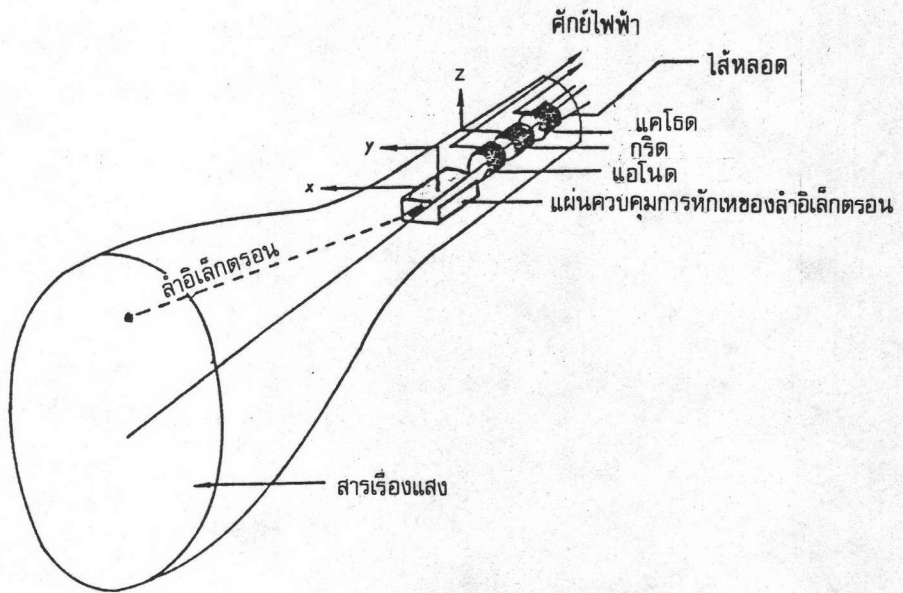 ศักย์ไฟฟ้า
ไส้หลอด
Z
แคโธด
y
กริด
แอโนด
x
แผ่นควบคุมการหักเหของลำอิเล็กตรอน
ลำอิเล็กตรอน
สารเรืองแสง